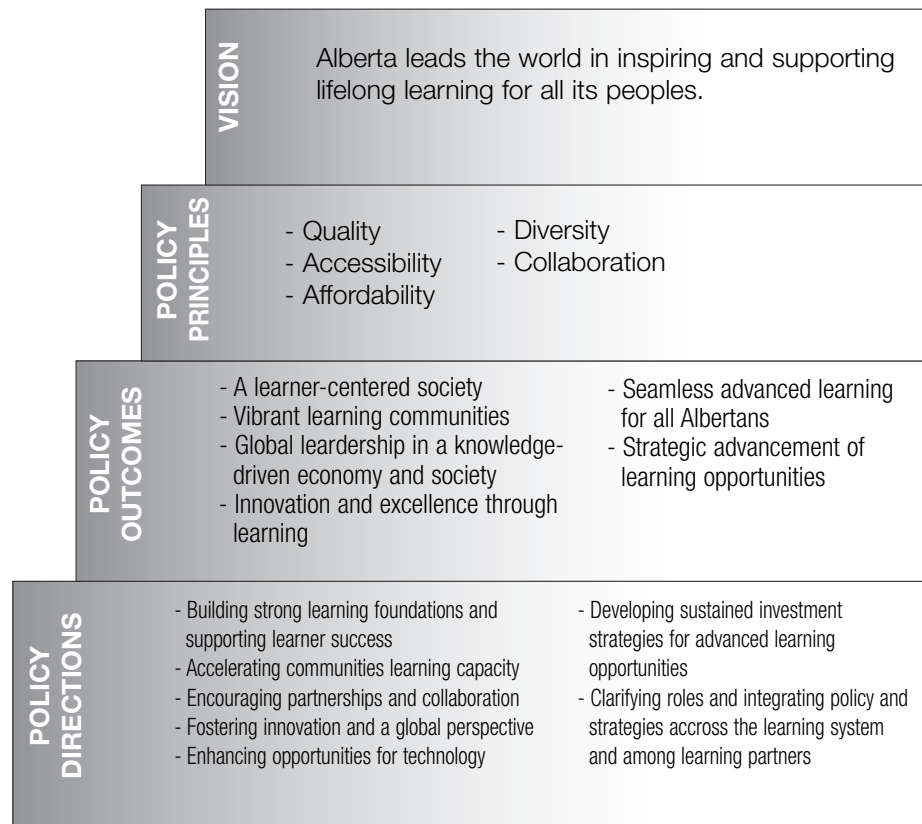 VISION
Alberta leads the world in inspiring and supporting
lifelong learning for all its peoples.
POLICY
PRINCIPLES
- Quality
- Accessibility
- Affordability
- Diversity
- Collaboration
POLICY
OUTCOMES
- A learner-centered society
- Vibrant learning communities
- Global leardership in a knowledge-
driven economy and society
- Innovation and excellence through
learning
- Seamless advanced learning
for all Albertans
- Strategic advancement of
learning opportunities
POLICY
DIRECTIONS
- Building strong learning foundations and
supporting learner success
- Accelerating communities learning capacity
- Encouraging partnerships and collaboration
- Fostering innovation and a global perspective
- Enhancing opportunities for technology
- Developing sustained investment
strategies for advanced learning
opportunities
- Clarifying roles and integrating policy and
strategies accross the learning system
and among learning partners